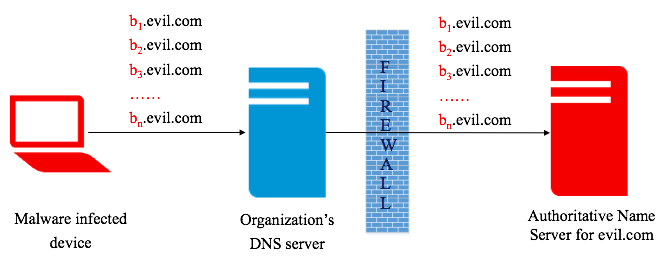 b1.evil.com
b2.evil.com
b3.evil.com
......
bn.evil.com
Malware infected
device
Organization's
DNS server
FIREWALL
b1.evil.com
b2.evil.com
b3.evil.com
......
bn.evil.com
Authoritative Name
Server for evil.com